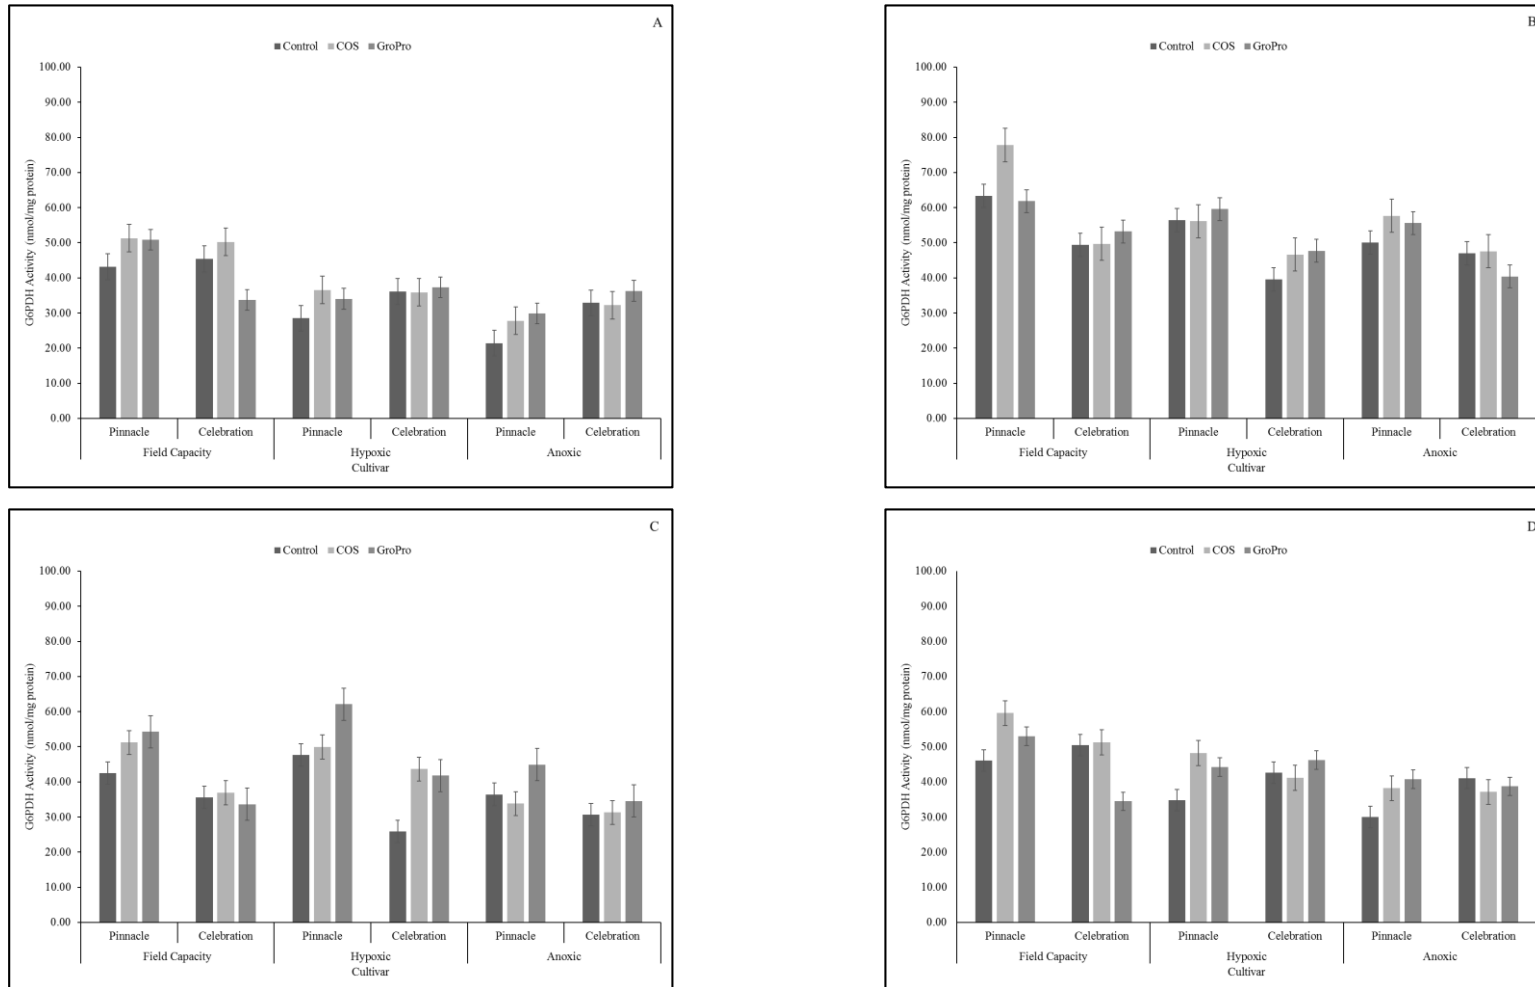 A
Control COS GroPro
100.00
90.00
80.00
70.00
60.00
50.00
40.00
30.00
20.00
10.00
0.00
G6PDH Activity (nmol/mg protein)
Pinnacle Celebration Pinnacle Celebration Pinnacle Celebration
Field Capacity Hypoxic Anoxic
Cultivar
B
Control COS GroPro
100.00
90.00
80.00
70.00
60.00
50.00
40.00
30.00
20.00
10.00
0.00
G6PDH Activity (nmol/mg protein)
Pinnacle Celebration Pinnacle Celebration Pinnacle Celebration
Field Capacity Hypoxic Anoxic
Cultivar
C
Control COS GroPro
100.00
90.00
80.00
70.00
60.00
50.00
40.00
30.00
20.00
10.00
0.00
G6PDH Activity (nmol/mg protein)
Pinnacle Celebration Pinnacle Celebration Pinnacle Celebration
Field Capacity Hypoxic Anoxic
Cultivar
D
Control COS GroPro
100.00
90.00
80.00
70.00
60.00
50.00
40.00
30.00
20.00
10.00
0.00
G6PDH Activity (nmol/mg protein)
Pinnacle Celebration Pinnacle Celebration Pinnacle Celebration
Field Capacity Hypoxic Anoxic
Cultivar